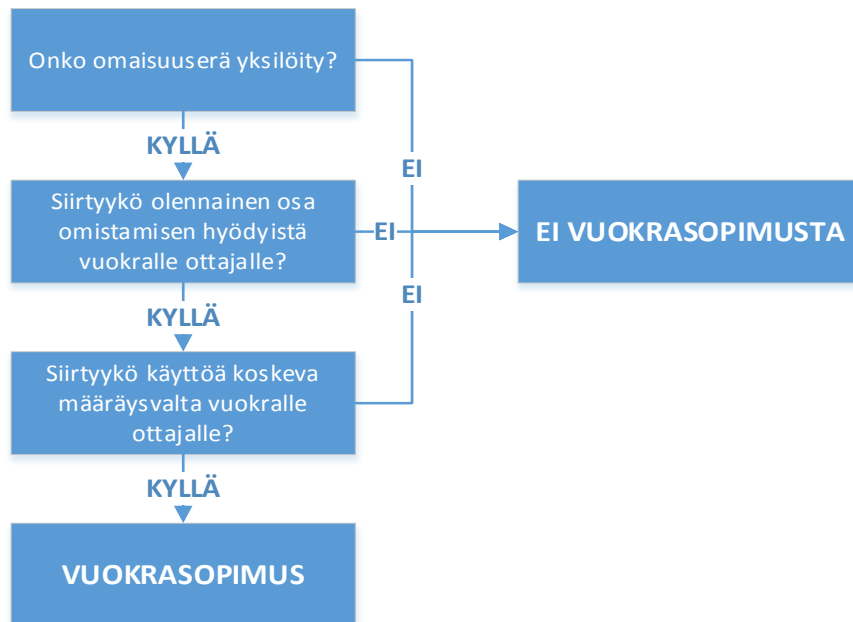 Onko omaisuuserä yksilöity?
KYLLÄ
EI
Siirtyykö olennainen osa
omistamisen hyödyistä
vuokralle ottajalle?
EI
EI VUOKRASOPIMUSTA
KYLLÄ
EI
Siirtyykö käyttöä koskeva
määräysvalta vuokralle
ottajalle?
KYLLÄ
VUOKRASOPIMUS